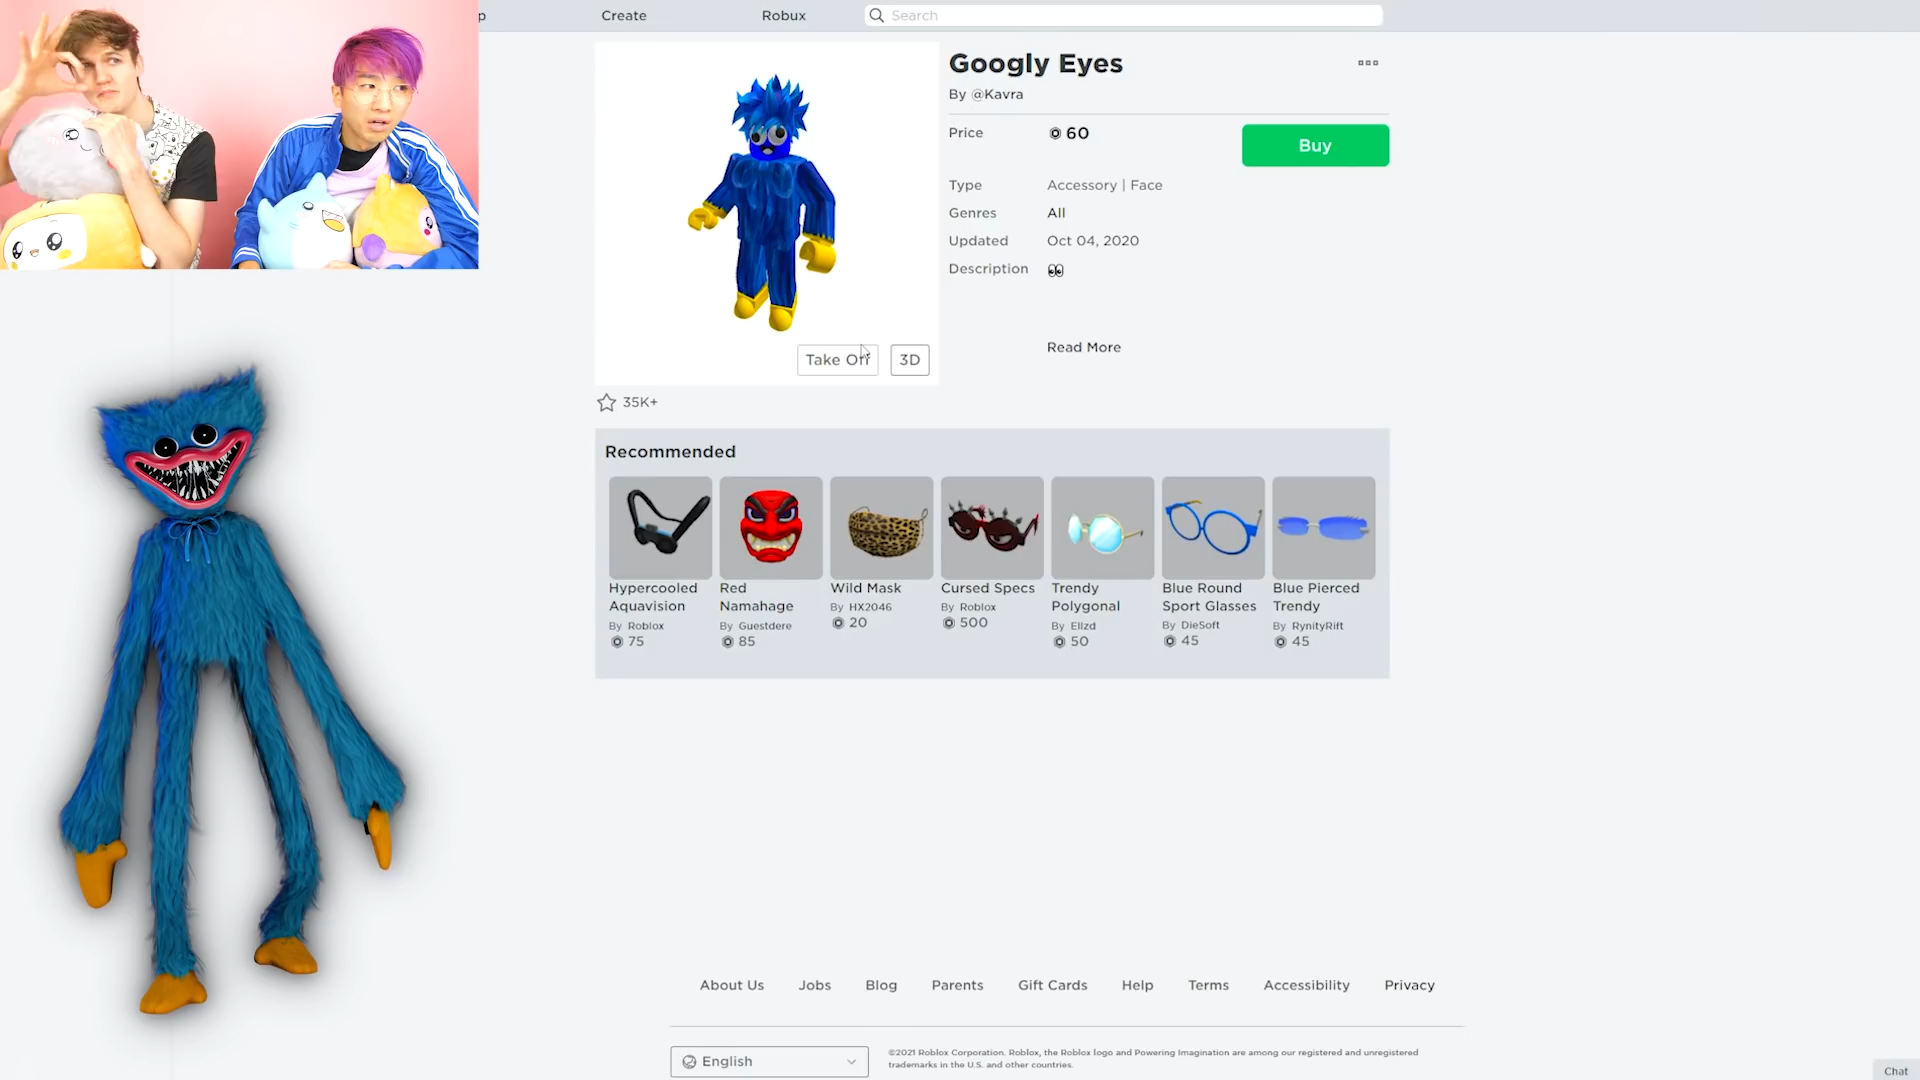 p Create Robux Search
Googly Eyes
By @Kavra
Price 60
Buy
Type Accessory | Face
Genres All
Updated Oct 04, 2020
Description
Read More
Take Off 3D
35K+
Recommended
Hypercooled Aquavision
By Roblox
75
Red Namahage
By Guestdere
85
Wild Mask
By HX2046
20
Cursed Specs
By Roblox
500
Trendy Polygonal
By Ellzd
50
Blue Round Sport Glasses
By DieSoft
45
Blue Pierced Trendy
By RynityRift
45
About Us Jobs Blog Parents Gift Cards Help Terms Accessibility Privacy
English
©2021 Roblox Corporation. Roblox, the Roblox logo and Powering Imagination are among our registered and unregistered
trademarks in the U.S. and other countries.
Chat